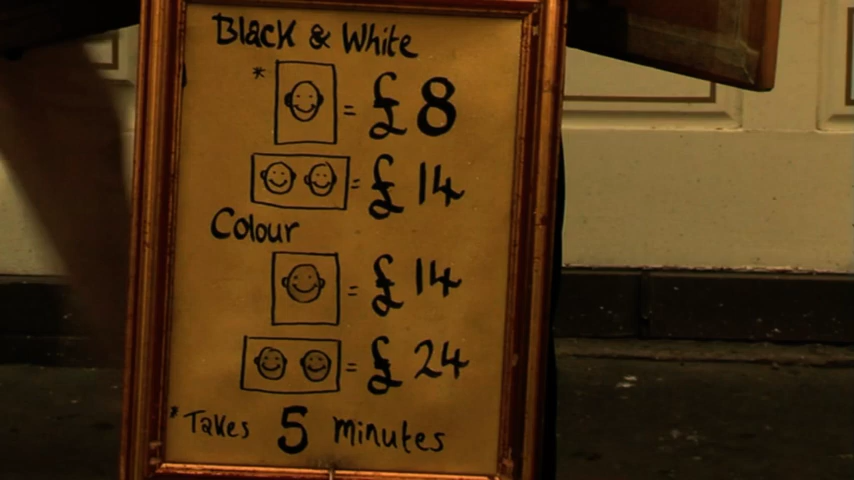 Black & White
* = £8
= £14
Colour
= £14
= £24
*Takes 5 minutes